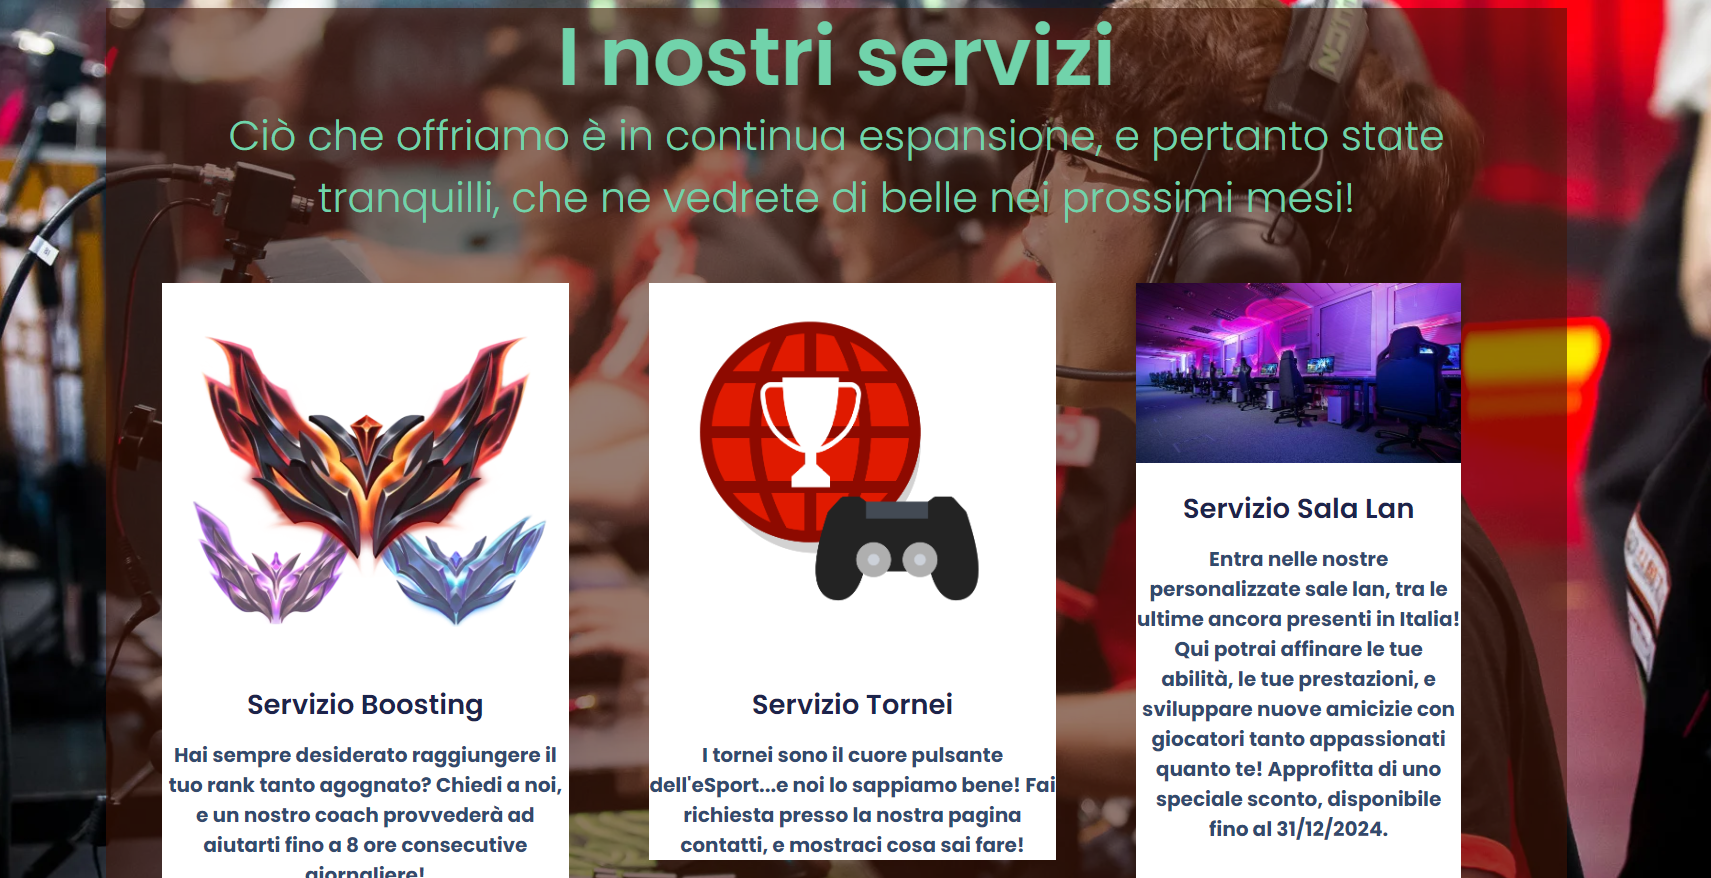 I nostri servizi
Ciò che offriamo è in continua espansione, e pertanto state
tranquilli, che ne vedrete di belle nei prossimi mesi!
Servizio Boosting
Hai sempre desiderato raggiungere il
tuo rank tanto agognato? Chiedi a noi,
e un nostro coach provvederà ad
aiutarti fino a 8 ore consecutive
giornaliere!
Servizio Tornei
I tornei sono il cuore pulsante
dell'eSport...e noi lo sappiamo bene! Fai
richiesta presso la nostra pagina
contatti, e mostraci cosa sai fare!
Servizio Sala Lan
Entra nelle nostre
personalizzate sale lan, tra le
ultime ancora presenti in Italia!
Qui potrai affinare le tue
abilità, le tue prestazioni, e
sviluppare nuove amicizie con
giocatori tanto appassionati
quanto te! Approfitta di uno
speciale sconto, disponibile
fino al 31/12/2024.